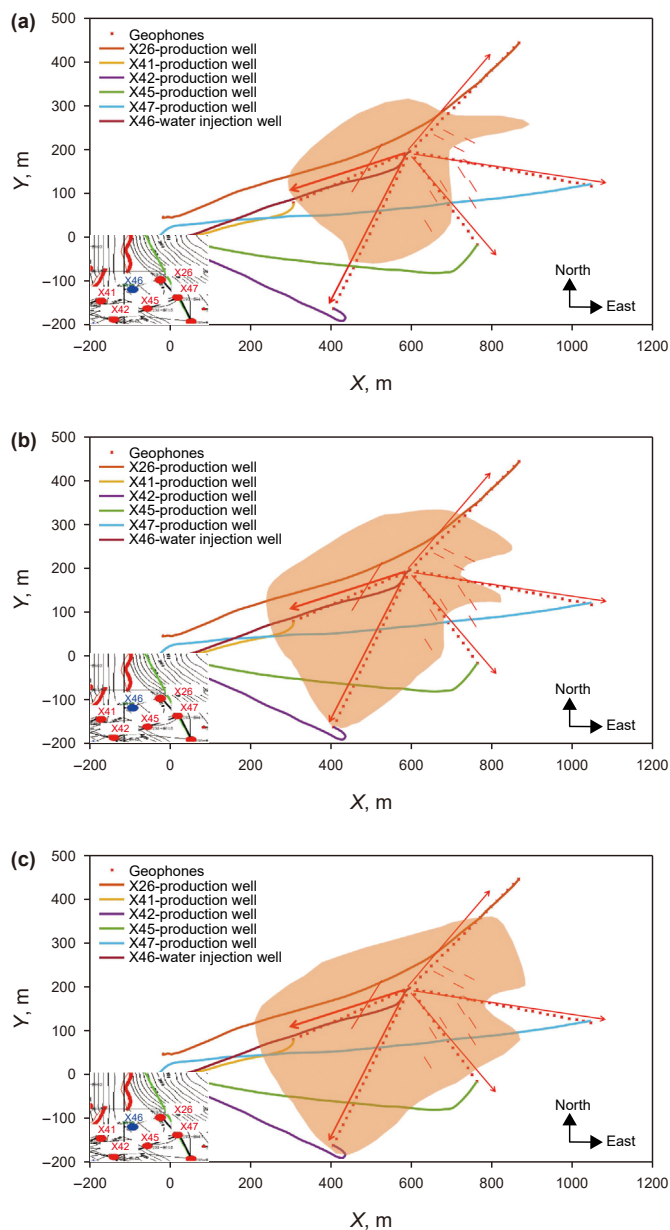 (a)
500
400
300
200
100
0
−100
−200
Y, m
Geophones
X26-production well
X41-production well
X42-production well
X45-production well
X47-production well
X46-water injection well
X46
X26
X41
X45
X47
X42
North
East
−200 0 200 400 600 800 1000 1200
X, m
(b)
500
400
300
200
100
0
−100
−200
Y, m
Geophones
X26-production well
X41-production well
X42-production well
X45-production well
X47-production well
X46-water injection well
X46
X26
X41
X45
X47
X42
North
East
−200 0 200 400 600 800 1000 1200
X, m
(c)
500
400
300
200
100
0
−100
−200
Y, m
Geophones
X26-production well
X41-production well
X42-production well
X45-production well
X47-production well
X46-water injection well
X46
X26
X41
X45
X47
X42
North
East
−200 0 200 400 600 800 1000 1200
X, m